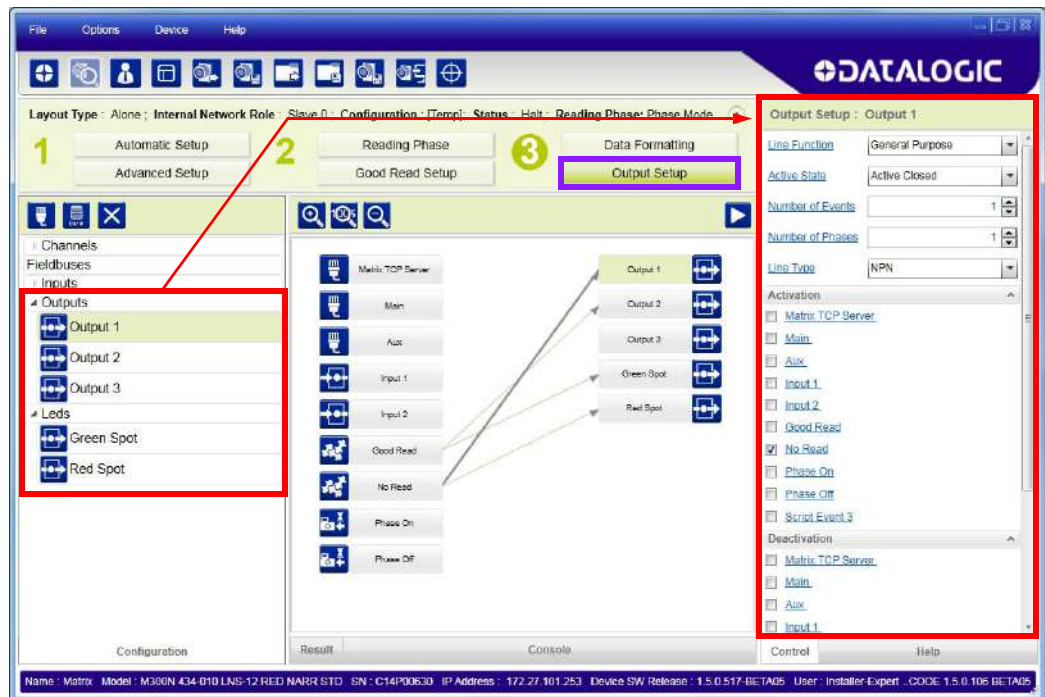 File Options Device Help
DATALOGIC
Layout Type : Alone ; Internal Network Role : Slave 0 ; Configuration : [Temp]; Status : Halt ; Reading Phase: Phase Mode
1
Automatic Setup
Advanced Setup
2
Reading Phase
Good Read Setup
3
Data Formatting
Output Setup
Channels
Fieldbuses
Inputs
Outputs
Output 1
Output 2
Output 3
Leds
Green Spot
Red Spot
Configuration
Matrix TCP Server
Main
Aux
Input 1
Input 2
Good Read
No Read
Phase On
Phase Off
Output 1
Output 2
Output 3
Green Spot
Red Spot
Result Console
Output Setup : Output 1
Line Function General Purpose
Active State Active Closed
Number of Events 1
Number of Phases 1
Line Type NPN
Activation
Matrix TCP Server
Main
Aux
Input 1
Input 2
Good Read
No Read
Phase On
Phase Off
Script Event 3
Deactivation
Matrix TCP Server
Main
Aux
Input 1
Control Help
Name : Matrix Model : M300N 434-010 LNS-12 RED NARR STD SN : C14P00630 IP Address : 172.27.101.253 Device SW Release : 1.5.0.517-BETA05 User : Installer-Expert ..CODE 1.5.0.106 BETA05